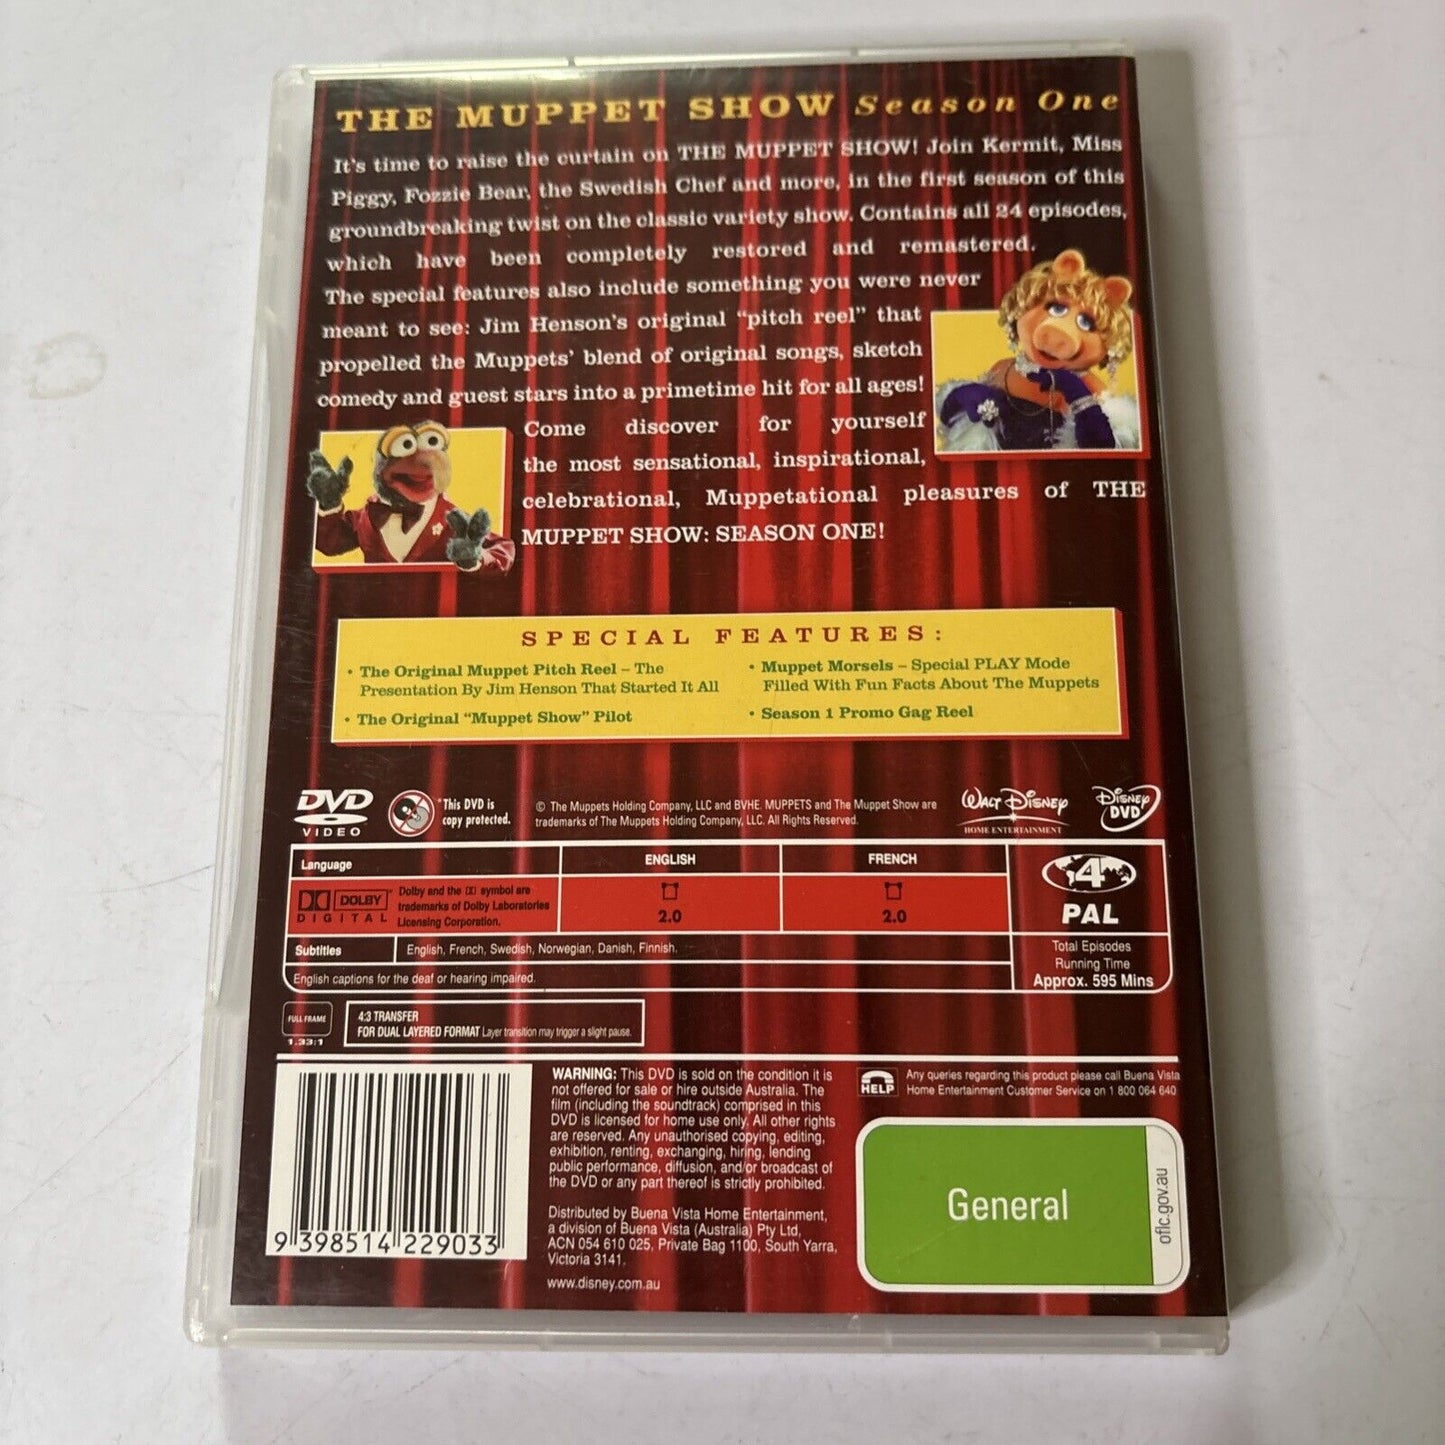 THE MUPPET SHOW Season One
It's time to raise the curtain on THE MUPPET SHOW! Join Kermit, Miss
Piggy, Fozzie Bear, the Swedish Chef and more, in the first season of this
groundbreaking twist on the classic variety show. Contains all 24 episodes,
which have been completely restored and remastered.
The special features also include something you were never
meant to see: Jim Henson's original "pitch reel" that
propelled the Muppets' blend of original songs, sketch
comedy and guest stars into a primetime hit for all ages!
Come discover for yourself
the most sensational, inspirational,
celebrational, Muppetational pleasures of THE
MUPPET SHOW: SEASON ONE!
SPECIAL FEATURES:
• The Original Muppet Pitch Reel – The
Presentation By Jim Henson That Started It All
• The Original "Muppet Show" Pilot
• Muppet Morsels – Special PLAY Mode
Filled With Fun Facts About The Muppets
• Season 1 Promo Gag Reel
DVD
VIDEO
"This DVD is
copy protected.
© The Muppets Holding Company, LLC and BVHE. MUPPETS and The Muppet Show are
trademarks of The Muppets Holding Company, LLC. All Rights Reserved.
Walt Disney
HOME ENTERTAINMENT
Disney
DVD
Language
ENGLISH
FRENCH
DOLBY
DIGITAL
Dolby and the DD symbol are
trademarks of Dolby Laboratories
Licensing Corporation.
2.0
2.0
4
PAL
Subtitles
English, French, Swedish, Norwegian, Danish, Finnish.
English captions for the deaf or hearing impaired.
Total Episodes
Running Time
Approx. 595 Mins
FULL FRAME
1.33:1
4:3 TRANSFER
FOR DUAL LAYERED FORMAT Layer transition may trigger a slight pause.
WARNING: This DVD is sold on the condition it is
not offered for sale or hire outside Australia. The
film (including the soundtrack) comprised in this
DVD is licensed for home use only. All other rights
are reserved. Any unauthorised copying, editing,
exhibition, renting, exchanging, hiring, lending
public performance, diffusion, and/or broadcast of
the DVD or any part thereof is strictly prohibited.
Distributed by Buena Vista Home Entertainment,
a division of Buena Vista (Australia) Pty Ltd,
ACN 054 610 025, Private Bag 1100, South Yarra,
Victoria 3141.
www.disney.com.au
HELP
Any queries regarding this product please call Buena Vista
Home Entertainment Customer Service on 1 800 064 640
General
oflc.gov.au
9 398514 229033